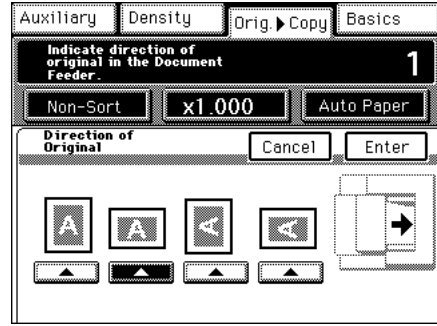 Auxiliary Density Orig.▶Copy Basics
Indicate direction of
original in the Document
Feeder.
1
Non-Sort x1.000 Auto Paper
Direction of
Original
Cancel Enter
A A A A